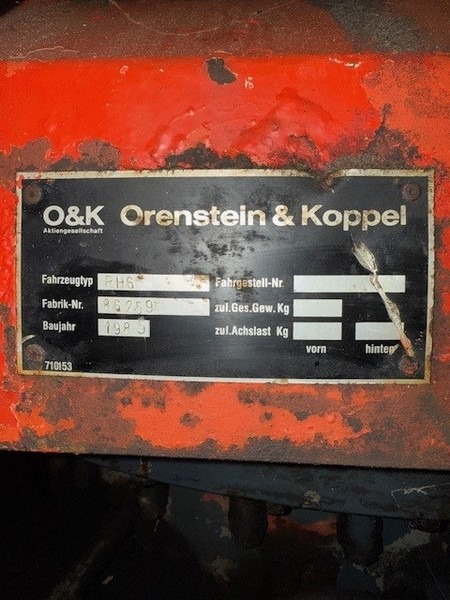 O&K Orenstein & Koppel
Aktiengesellschaft
Fahrzeugtyp RH6 Fahrgestell-Nr.
Fabrik-Nr. zul.Ges.Gew. Kg
Baujahr zul.Achslast Kg
vorn hinten
710153